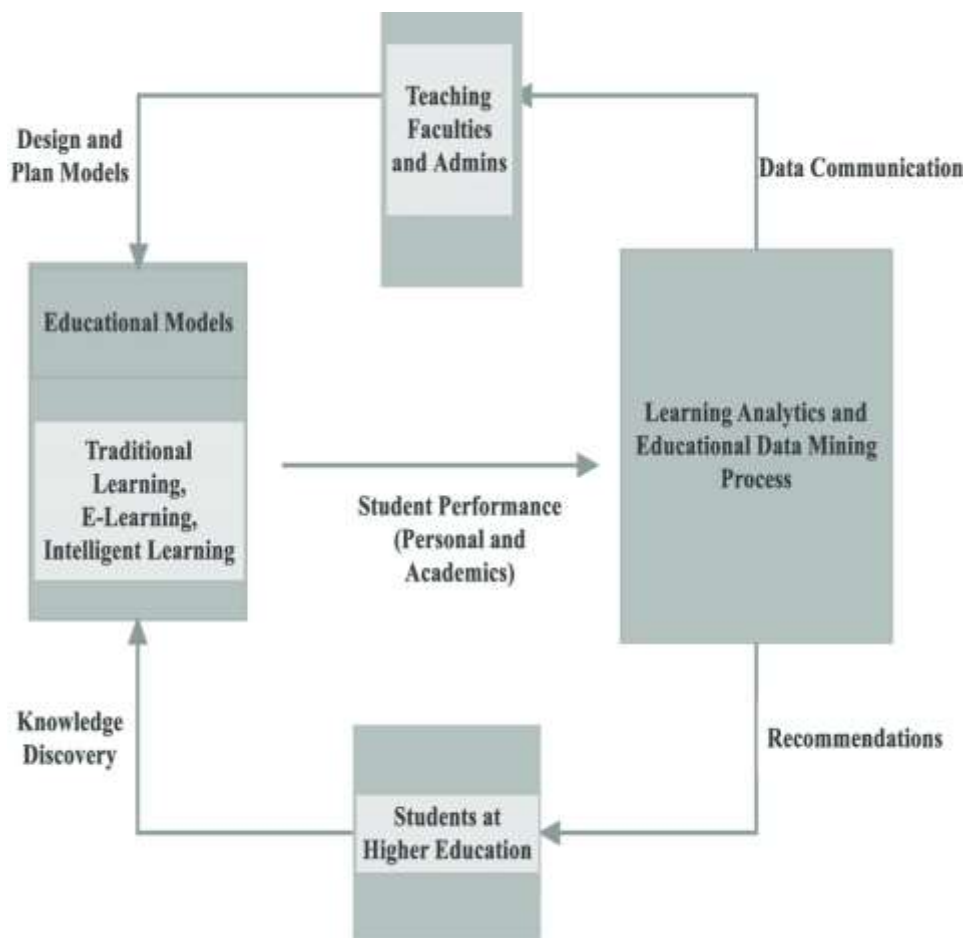 Teaching
Faculties
and Admins
Design and
Plan Models
Data Communication
Educational Models
Traditional
Learning,
E-Learning,
Intelligent Learning
Student Performance
(Personal and
Academics)
Learning Analytics and
Educational Data Mining
Process
Knowledge
Discovery
Recommendations
Students at
Higher Education